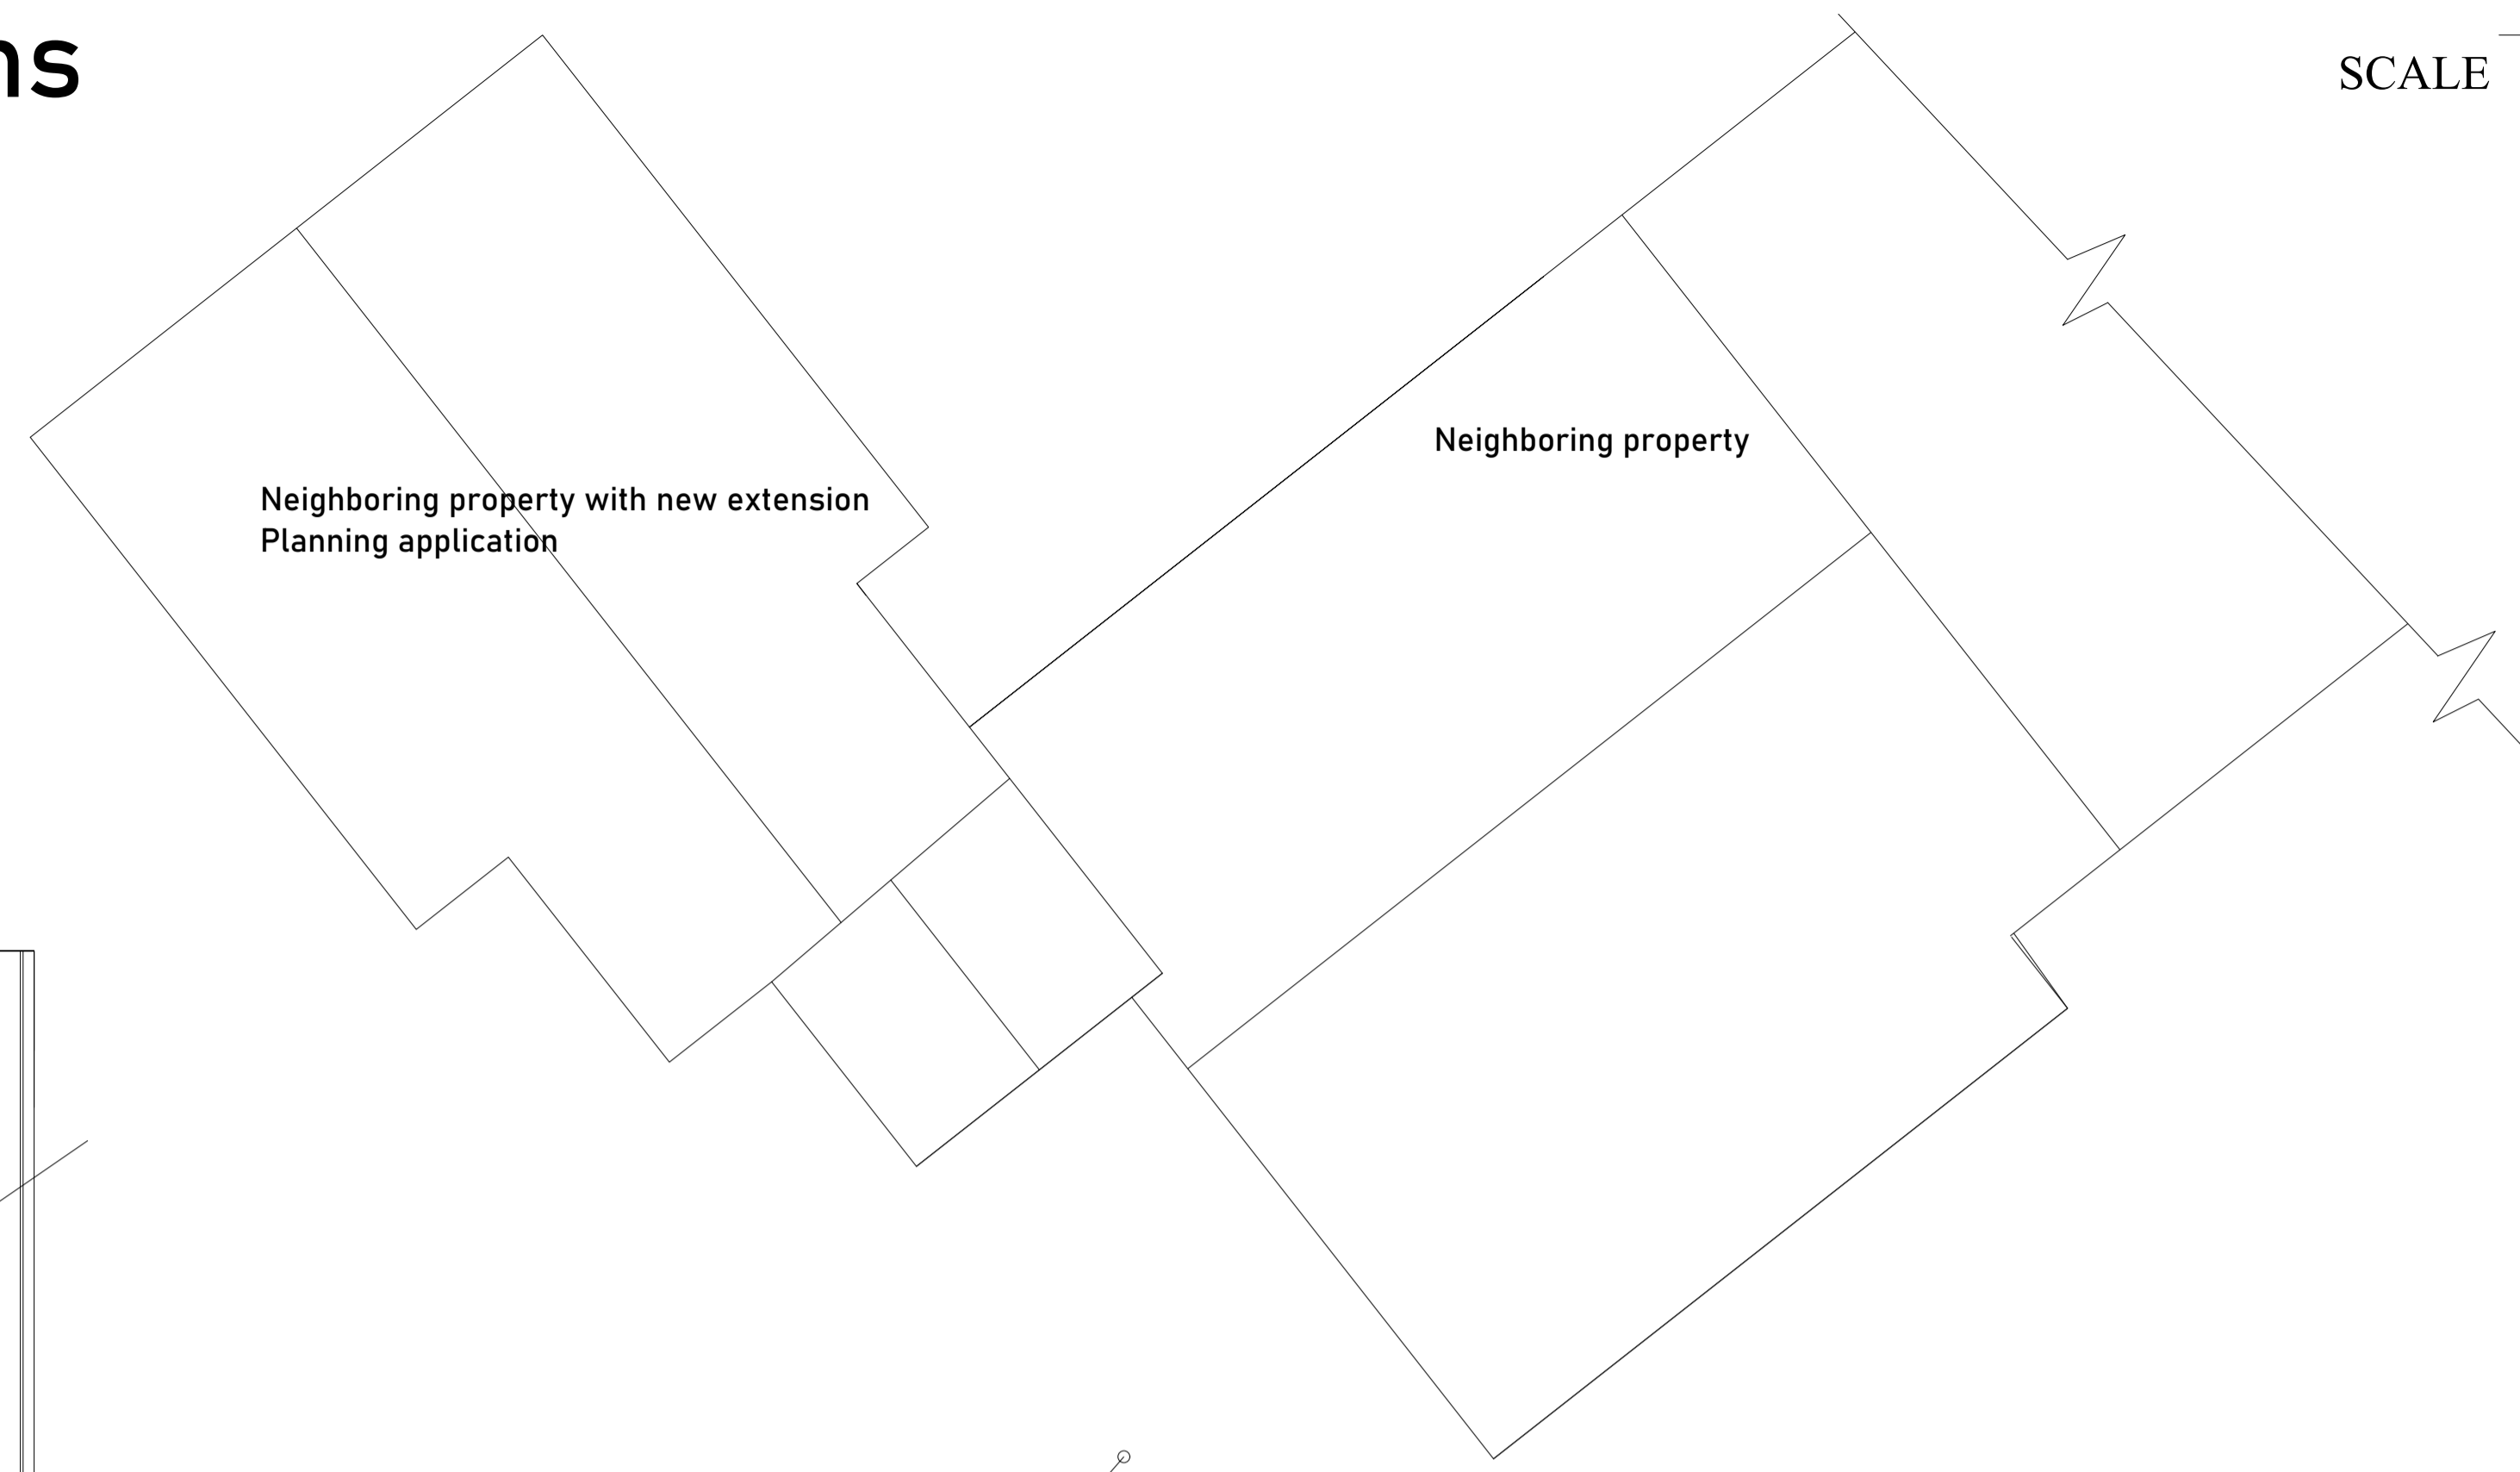 ns
SCALE
Neighboring property
Neighboring property with new extension
Planning application